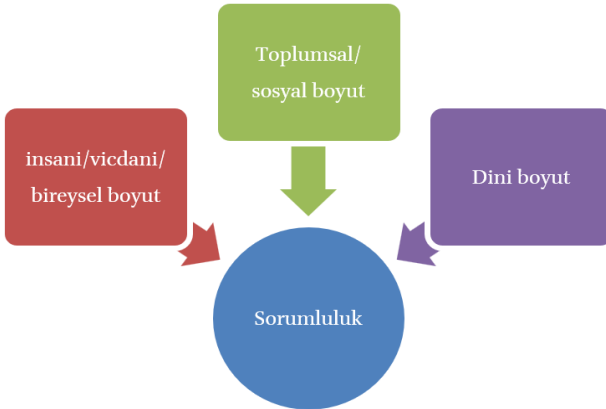 Toplumsal/
sosyal boyut
insani/vicdani/
bireysel boyut
Dini boyut
Sorumluluk